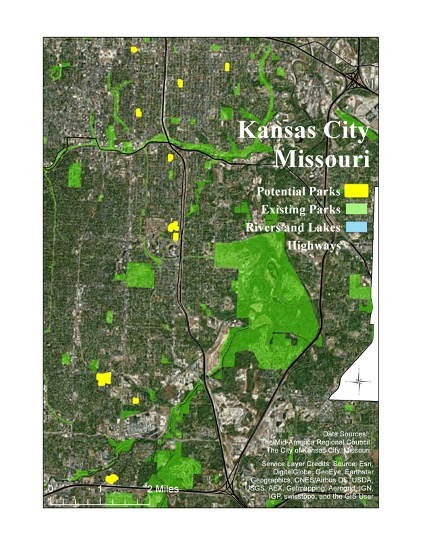 Kansas City
Missouri
Potential Parks
Existing Parks
Rivers and Lakes
Highways
Data Sources:
The Mid-America Regional Council
The City of Kansas City, Missouri
Service Layer Credits: Source: Esri,
DigitalGlobe, GeoEye, Earthstar
Geographics, CNES/Airbus DS, USDA,
USGS, AEX, Getmapping, Aerogrid, IGN,
IGP, swisstopo, and the GIS User
0 1 2 Miles